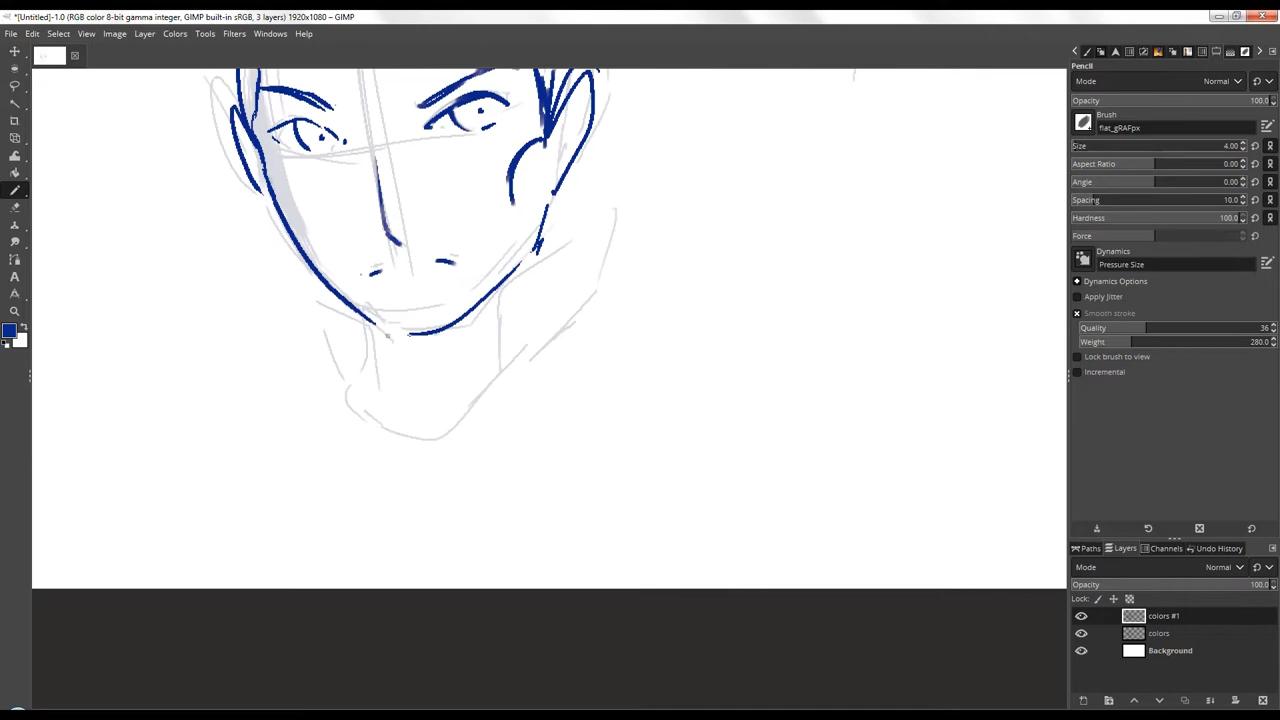 *[Untitled]-1.0 (RGB color 8-bit gamma integer, GIMP built-in sRGB, 3 layers) 1920x1080 – GIMP
File Edit Select View Image Layer Colors Tools Filters Windows Help
Pencil
Mode Normal
Opacity 100.0
Brush
flat_gRAFpx
Size 4.00
Aspect Ratio 0.00
Angle 0.00
Spacing 10.0
Hardness 100.0
Force
Dynamics
Pressure Size
Dynamics Options
Apply Jitter
Smooth stroke
Quality 36
Weight 280.0
Lock brush to view
Incremental
Paths Layers Channels Undo History
Mode Normal
Opacity 100.0
Lock:
colors #1
colors
Background